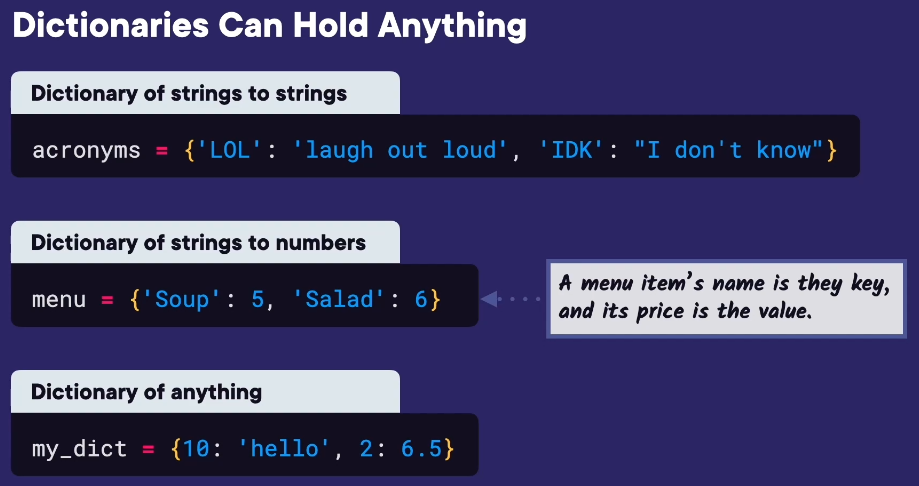 Dictionaries Can Hold Anything
Dictionary of strings to strings
acronyms = {'LOL': 'laugh out loud', 'IDK': "I don't know"}
Dictionary of strings to numbers
menu = {'Soup': 5, 'Salad': 6}
A menu item's name is they key,
and its price is the value.
Dictionary of anything
my_dict = {10: 'hello', 2: 6.5}